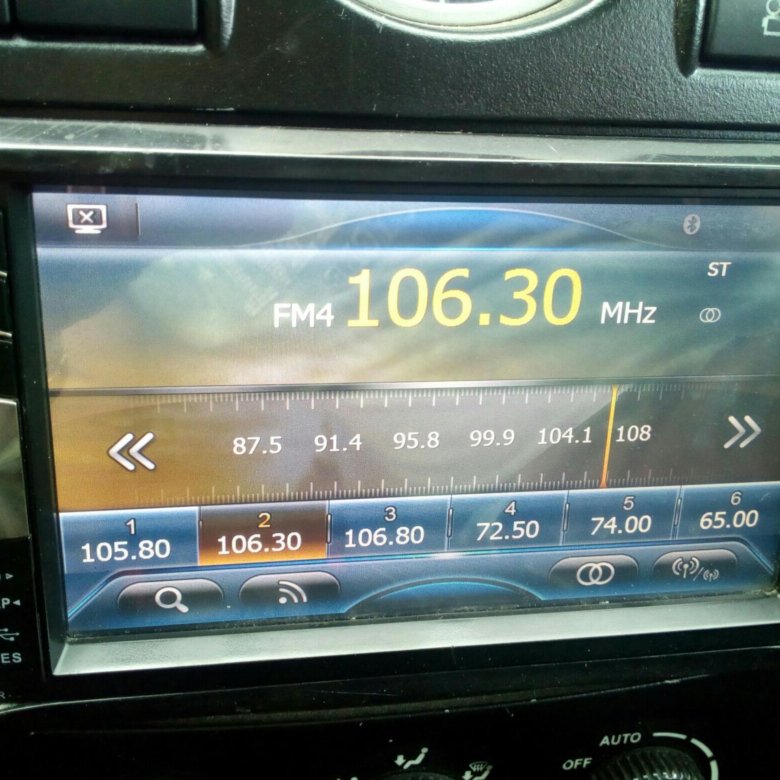 ST
FM4 106.30 MHz
87.5 91.4 95.8 99.9 104.1 108
1 2 3 4 5 6
105.80 106.30 106.80 72.50 74.00 65.00
ES
AUTO
OFF